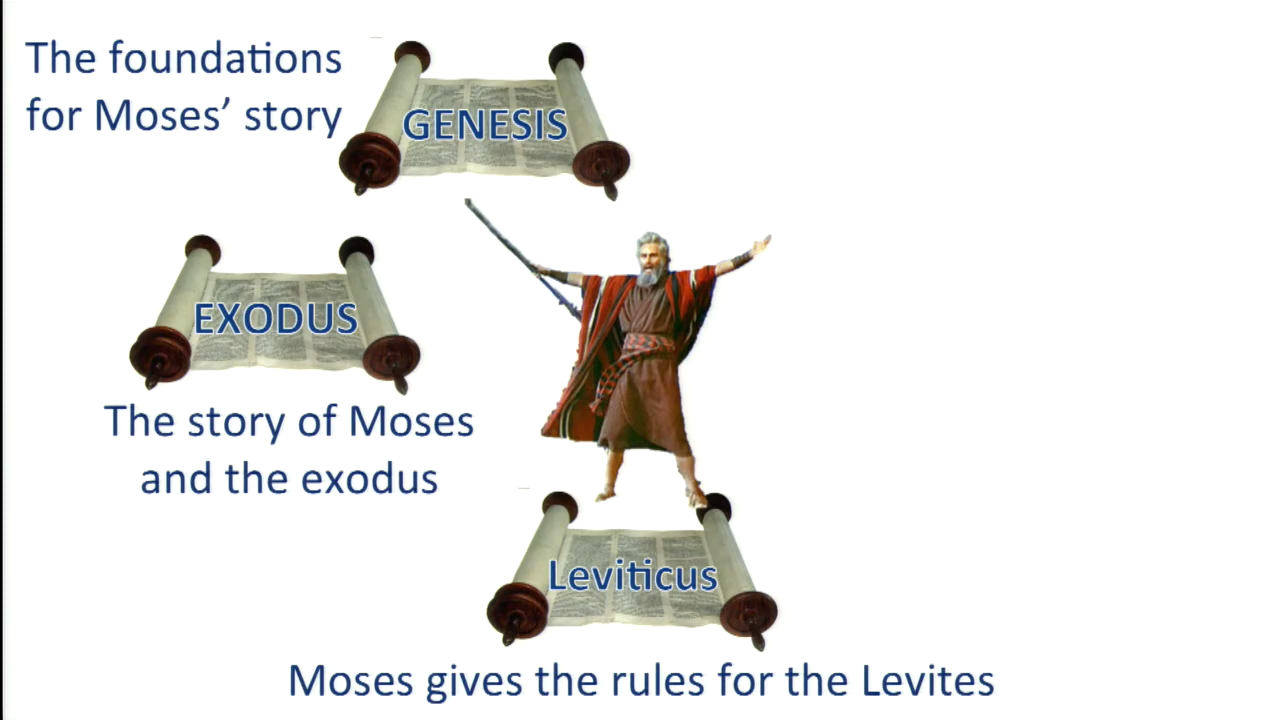 The foundations
for Moses’ story
GENESIS
EXODUS
The story of Moses
and the exodus
Leviticus
Moses gives the rules for the Levites